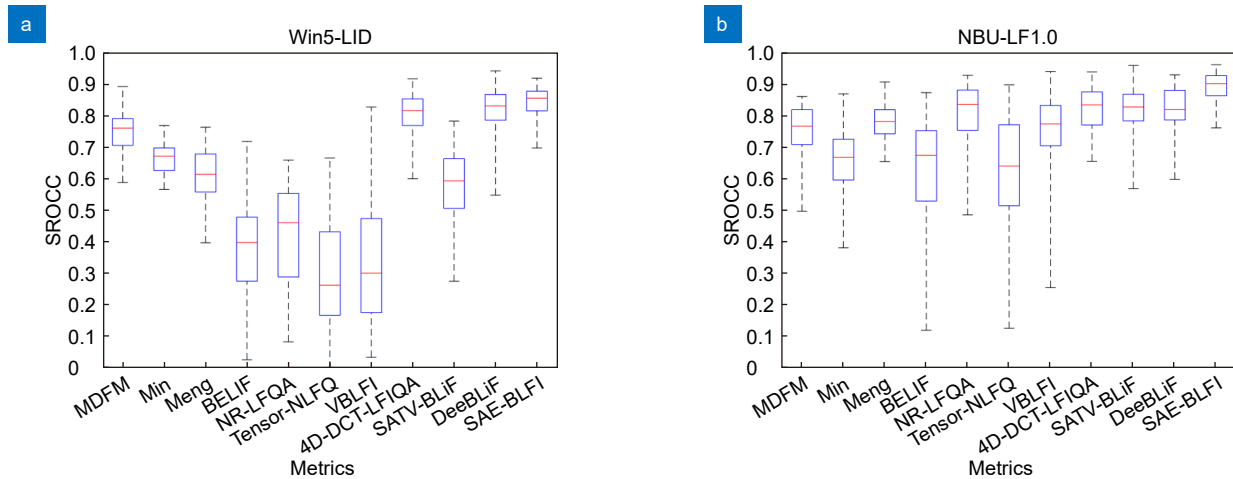 a
Win5-LID
1.0
0.9
0.8
0.7
0.6
0.5
0.4
0.3
0.2
0.1
0
SROCC
MDFM
Min
Meng
BELIF
NR-LFQA
Tensor-NLFQ
VBLFI
4D-DCT-LFIQA
SATV-BLiF
DeeBLiF
SAE-BLFI
Metrics
b
NBU-LF1.0
1.0
0.9
0.8
0.7
0.6
0.5
0.4
0.3
0.2
0.1
0
SROCC
MDFM
Min
Meng
BELIF
NR-LFQA
Tensor-NLFQ
VBLFI
4D-DCT-LFIQA
SATV-BLiF
DeeBLiF
SAE-BLFI
Metrics